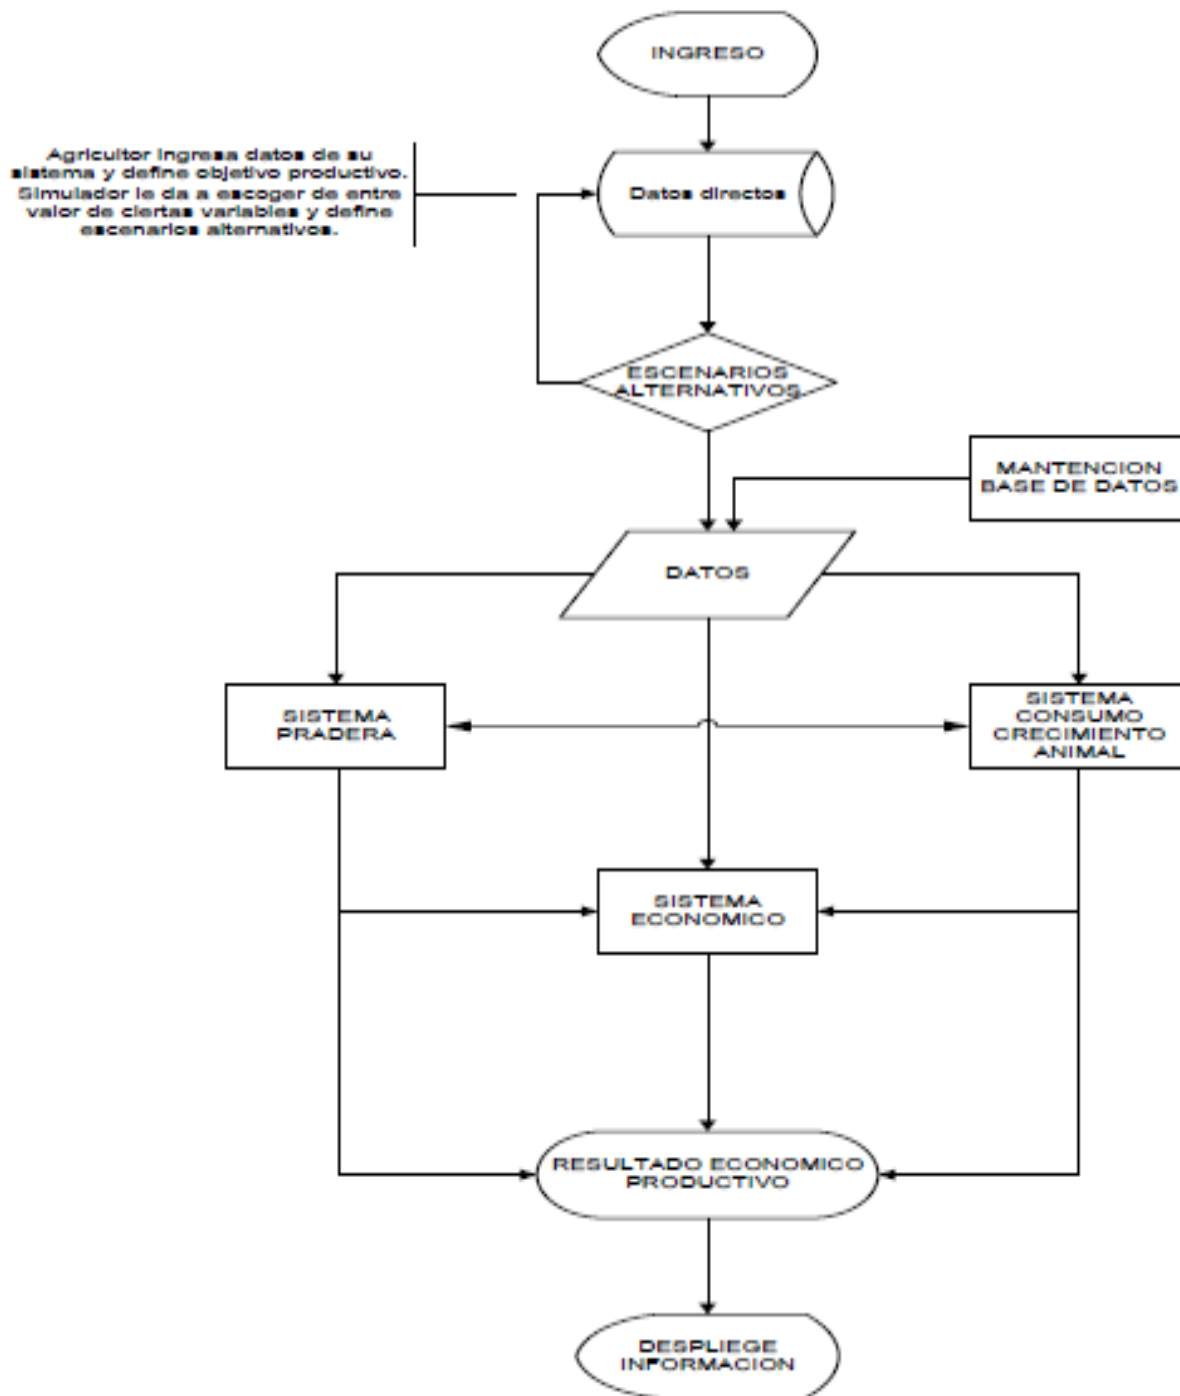 INGRESO
Agricultor ingresa datos de su
sistema y define objetivo productivo.
Simulador le da a escoger de entre
valor de ciertas variables y define
escenarios alternativos.
Datos directos
ESCENARIOS
ALTERNATIVOS
MANTENCION
BASE DE DATOS
DATOS
SISTEMA
PRADERA
SISTEMA
CONSUMO
CRECIMIENTO
ANIMAL
SISTEMA
ECONOMICO
RESULTADO ECONOMICO
PRODUCTIVO
DESPLIEGE
INFORMACION